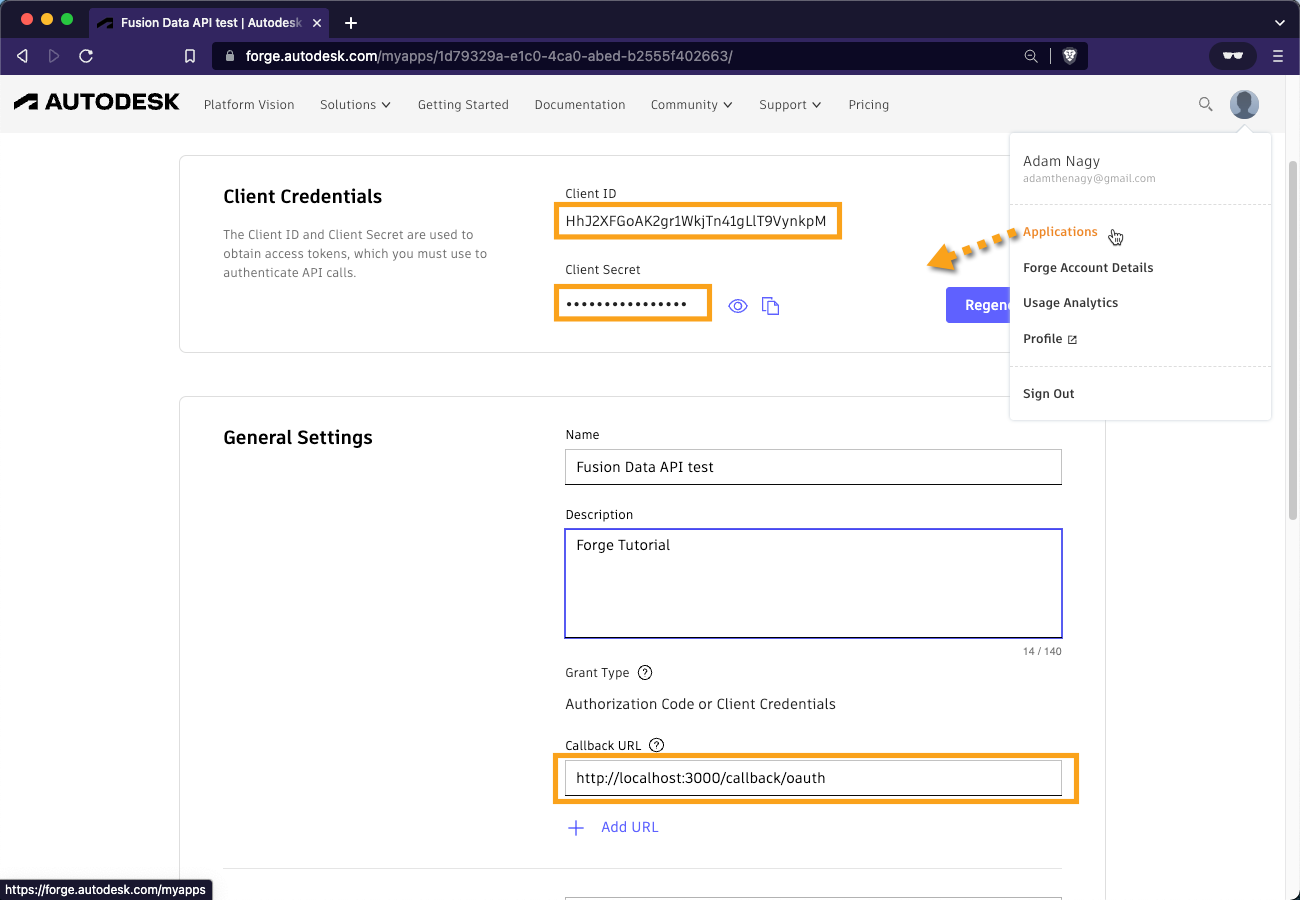 Fusion Data API test | Autodesk
forge.autodesk.com/myapps/1d79329a-e1c0-4ca0-abed-b2555f402663/
AUTODESK
Platform Vision
Solutions
Getting Started
Documentation
Community
Support
Pricing
Adam Nagy
adamthenagy@gmail.com
Applications
Forge Account Details
Usage Analytics
Profile
Sign Out
Client Credentials
The Client ID and Client Secret are used to
obtain access tokens, which you must use to
authenticate API calls.
Client ID
HhJ2XFGoAK2gr1WkjTn41gLlT9VynkpM
Client Secret
••••••••••••••••
Regene
General Settings
Name
Fusion Data API test
Description
Forge Tutorial
14 / 140
Grant Type ?
Authorization Code or Client Credentials
Callback URL ?
http://localhost:3000/callback/oauth
+ Add URL
https://forge.autodesk.com/myapps